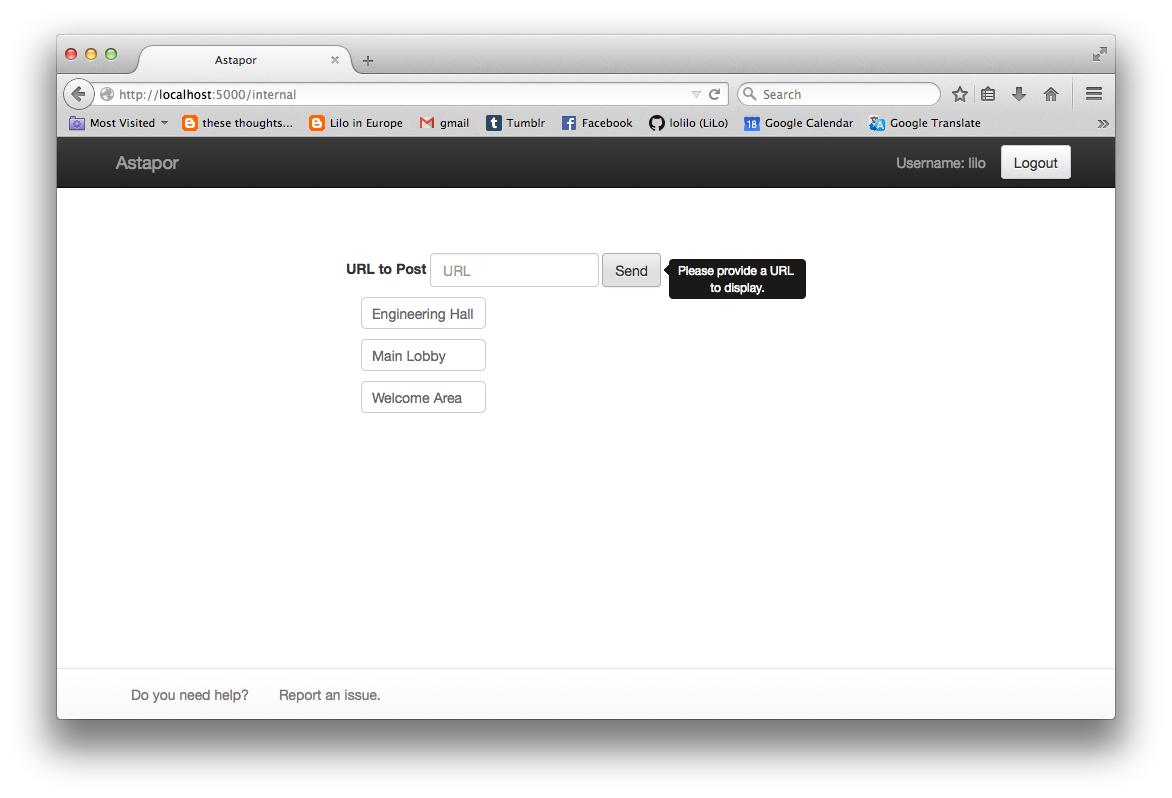 Astapor
http://localhost:5000/internal
Search
Most Visited these thoughts... Lilo in Europe gmail Tumblr Facebook lolilo (LiLo) 18 Google Calendar Google Translate
Astapor Username: lilo Logout
URL to Post URL Send Please provide a URL
to display.
Engineering Hall
Main Lobby
Welcome Area
Do you need help? Report an issue.